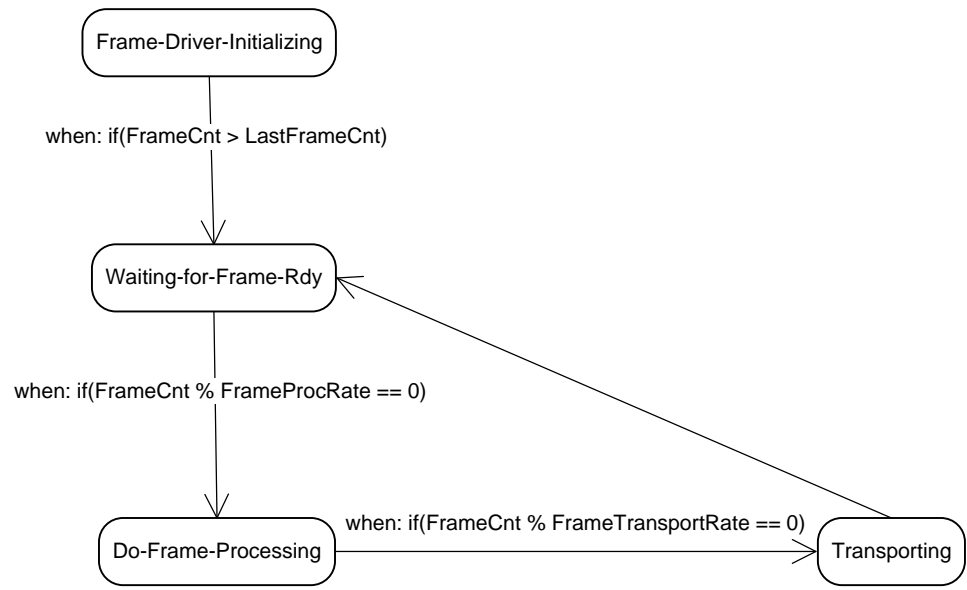 Frame-Driver-Initializing
when: if(FrameCnt > LastFrameCnt)
Waiting-for-Frame-Rdy
when: if(FrameCnt % FrameProcRate == 0)
when: if(FrameCnt % FrameTransportRate == 0)
Do-Frame-Processing
Transporting